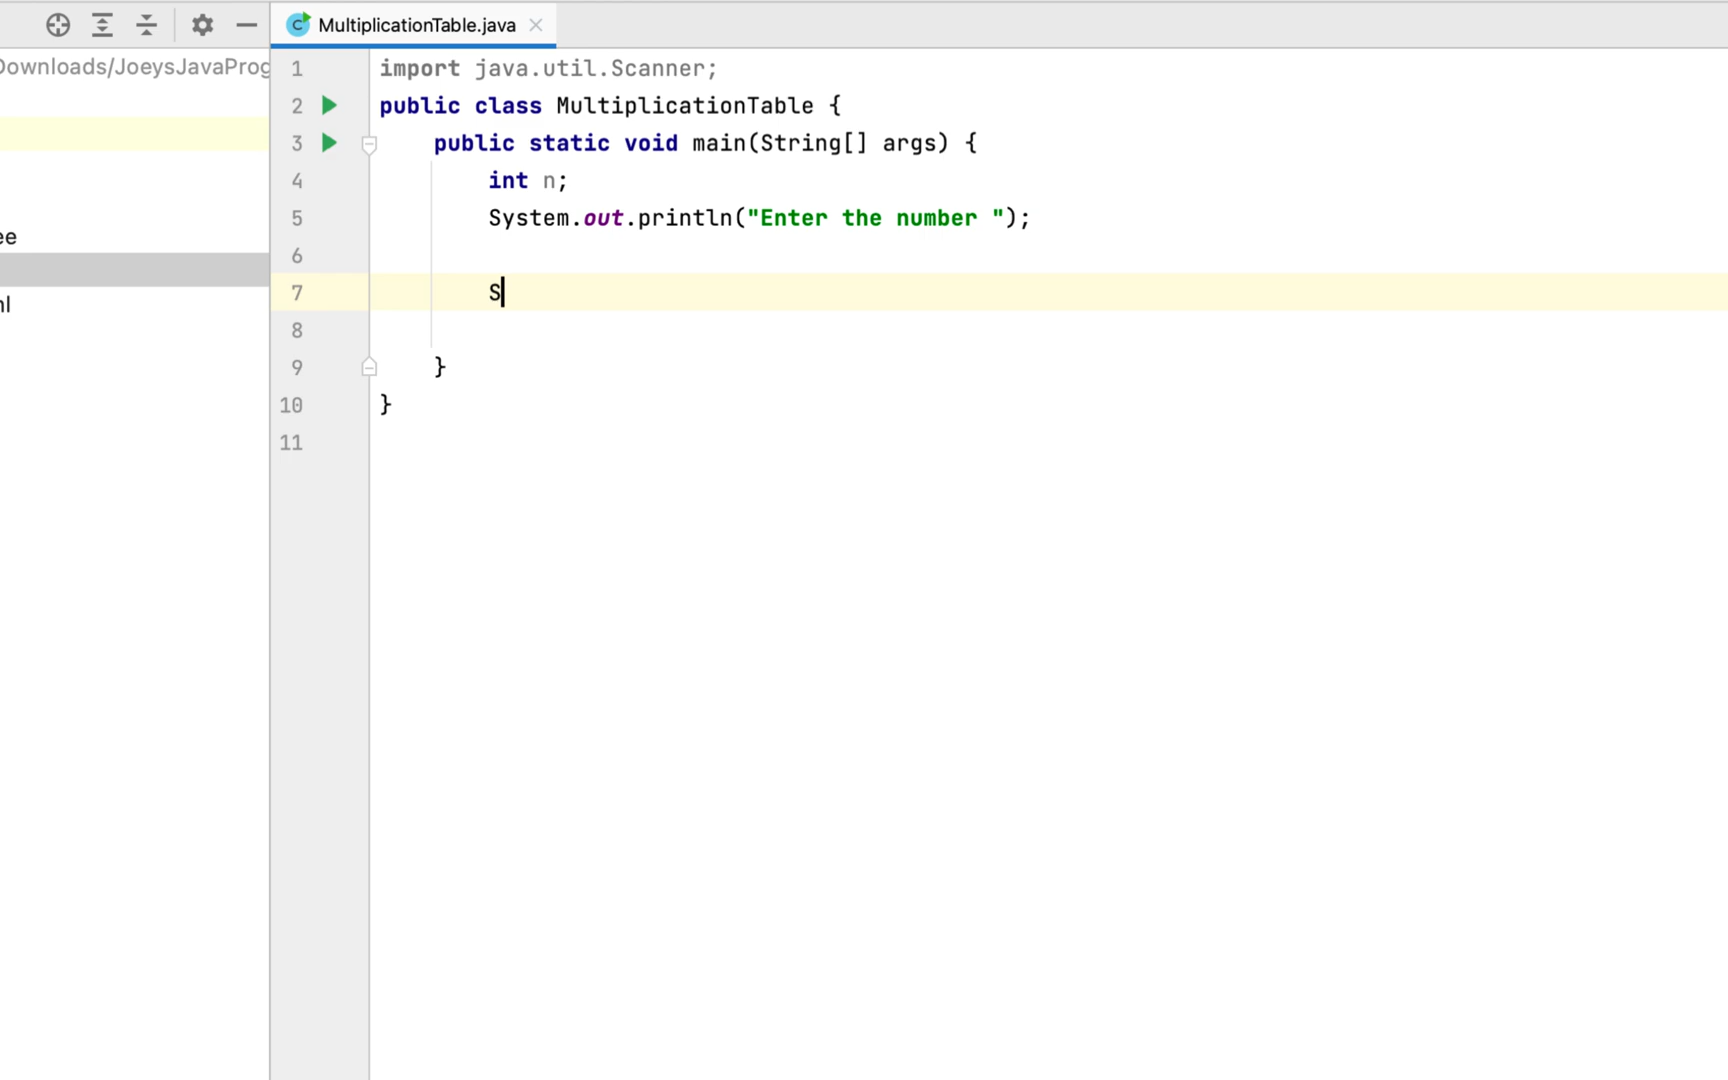 MultiplicationTable.java
Downloads/JoeysJavaProg
ee
1 import java.util.Scanner;
2 public class MultiplicationTable {
3 public static void main(String[] args) {
4 int n;
5 System.out.println("Enter the number ");
6
7 S
8
9 }
10 }
11